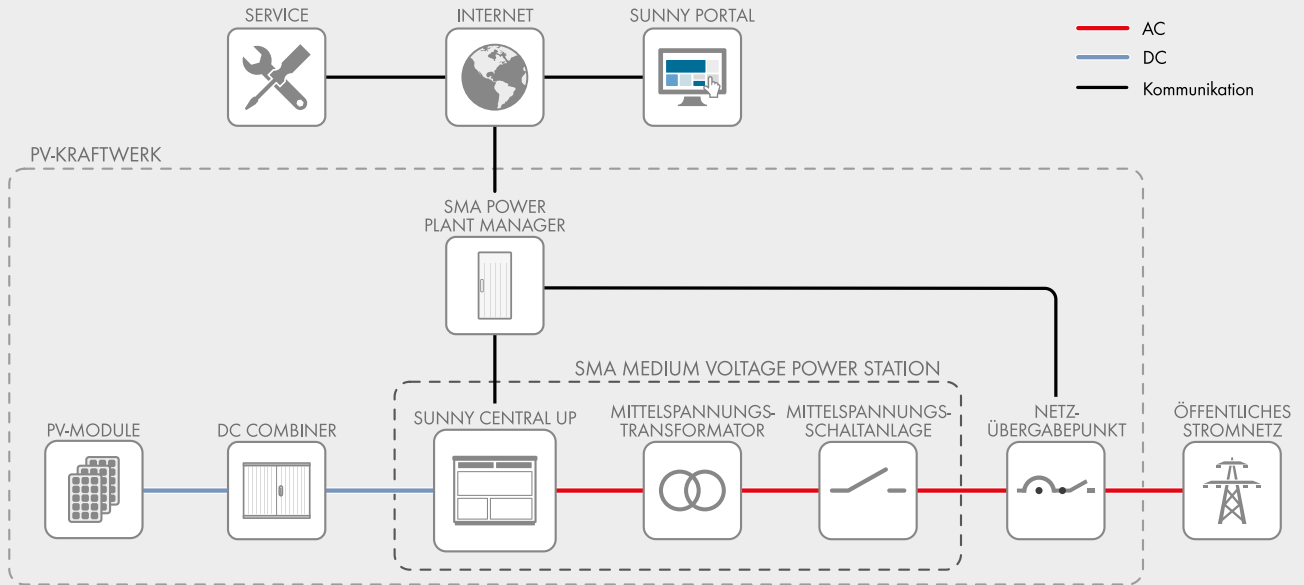 SERVICE
INTERNET
SUNNY PORTAL
AC
DC
Kommunikation
PV-KRAFTWERK
SMA POWER
PLANT MANAGER
SMA MEDIUM VOLTAGE POWER STATION
PV-MODULE
DC COMBINER
SUNNY CENTRAL UP
MITTELSPANNUNGS-
TRANSFORMATOR
MITTELSPANNUNGS-
SCHALTANLAGE
NETZ-
ÜBERGABEPUNKT
ÖFFENTLICHES
STROMNETZ